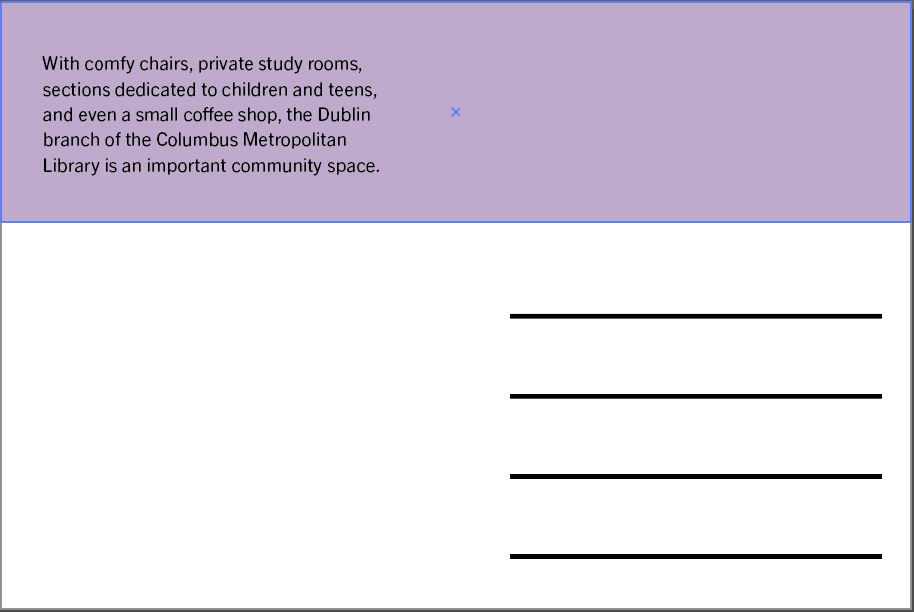 With comfy chairs, private study rooms,
sections dedicated to children and teens,
and even a small coffee shop, the Dublin
branch of the Columbus Metropolitan
Library is an important community space.